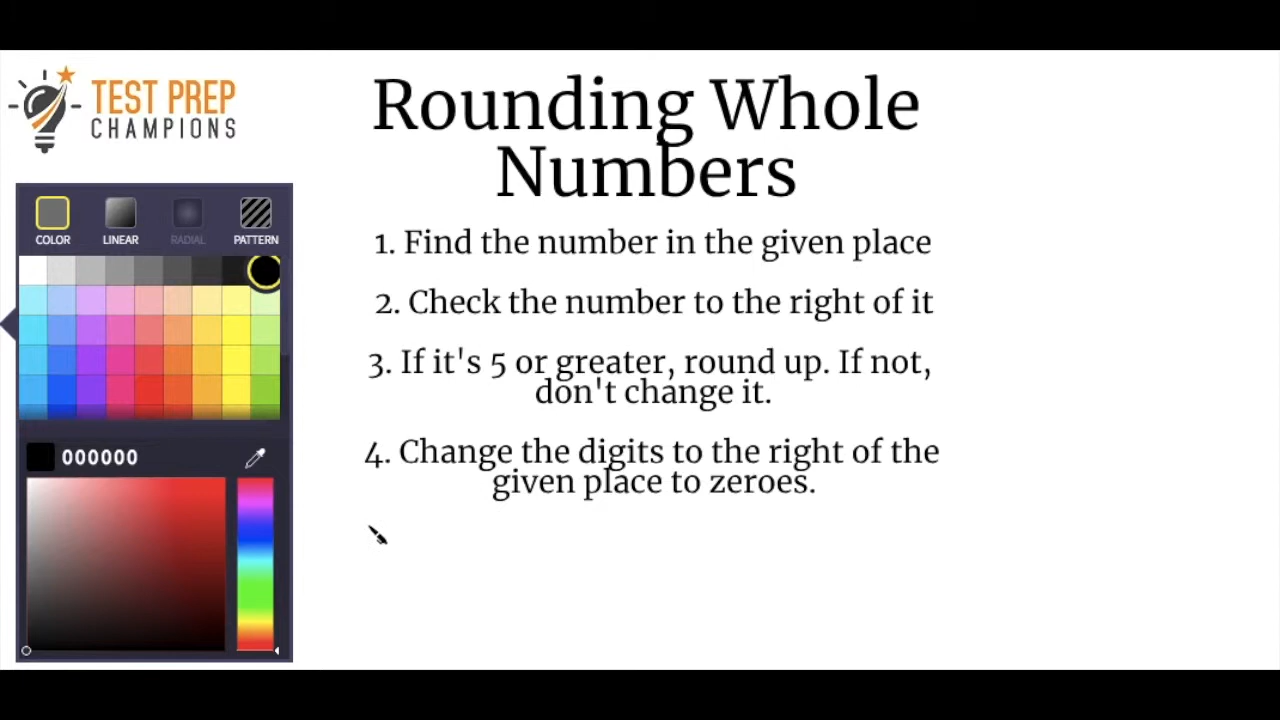 TEST PREP
CHAMPIONS
Rounding Whole
Numbers
1. Find the number in the given place
2. Check the number to the right of it
3. If it's 5 or greater, round up. If not,
don't change it.
4. Change the digits to the right of the
given place to zeroes.
COLOR LINEAR RADIAL PATTERN
000000